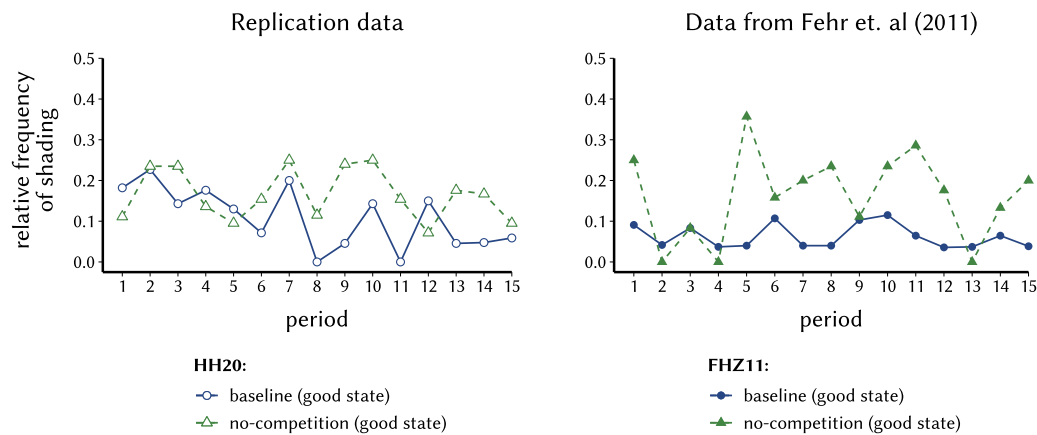 Replication data
relative frequency
of shading
0.5
0.4
0.3
0.2
0.1
0.0
1 2 3 4 5 6 7 8 9 10 11 12 13 14 15
period
HH20:
baseline (good state)
no-competition (good state)
Data from Fehr et. al (2011)
0.5
0.4
0.3
0.2
0.1
0.0
1 2 3 4 5 6 7 8 9 10 11 12 13 14 15
period
FHZ11:
baseline (good state)
no-competition (good state)